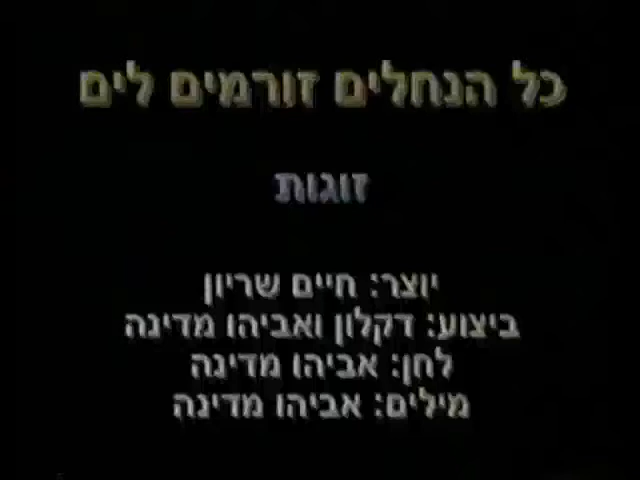 כל הנחלים זורמים לים
זוגות
יוצר: חיים שריון
ביצוע: דקלון ואביהו מדינה
לחן: אביהו מדינה
מילים: אביהו מדינה